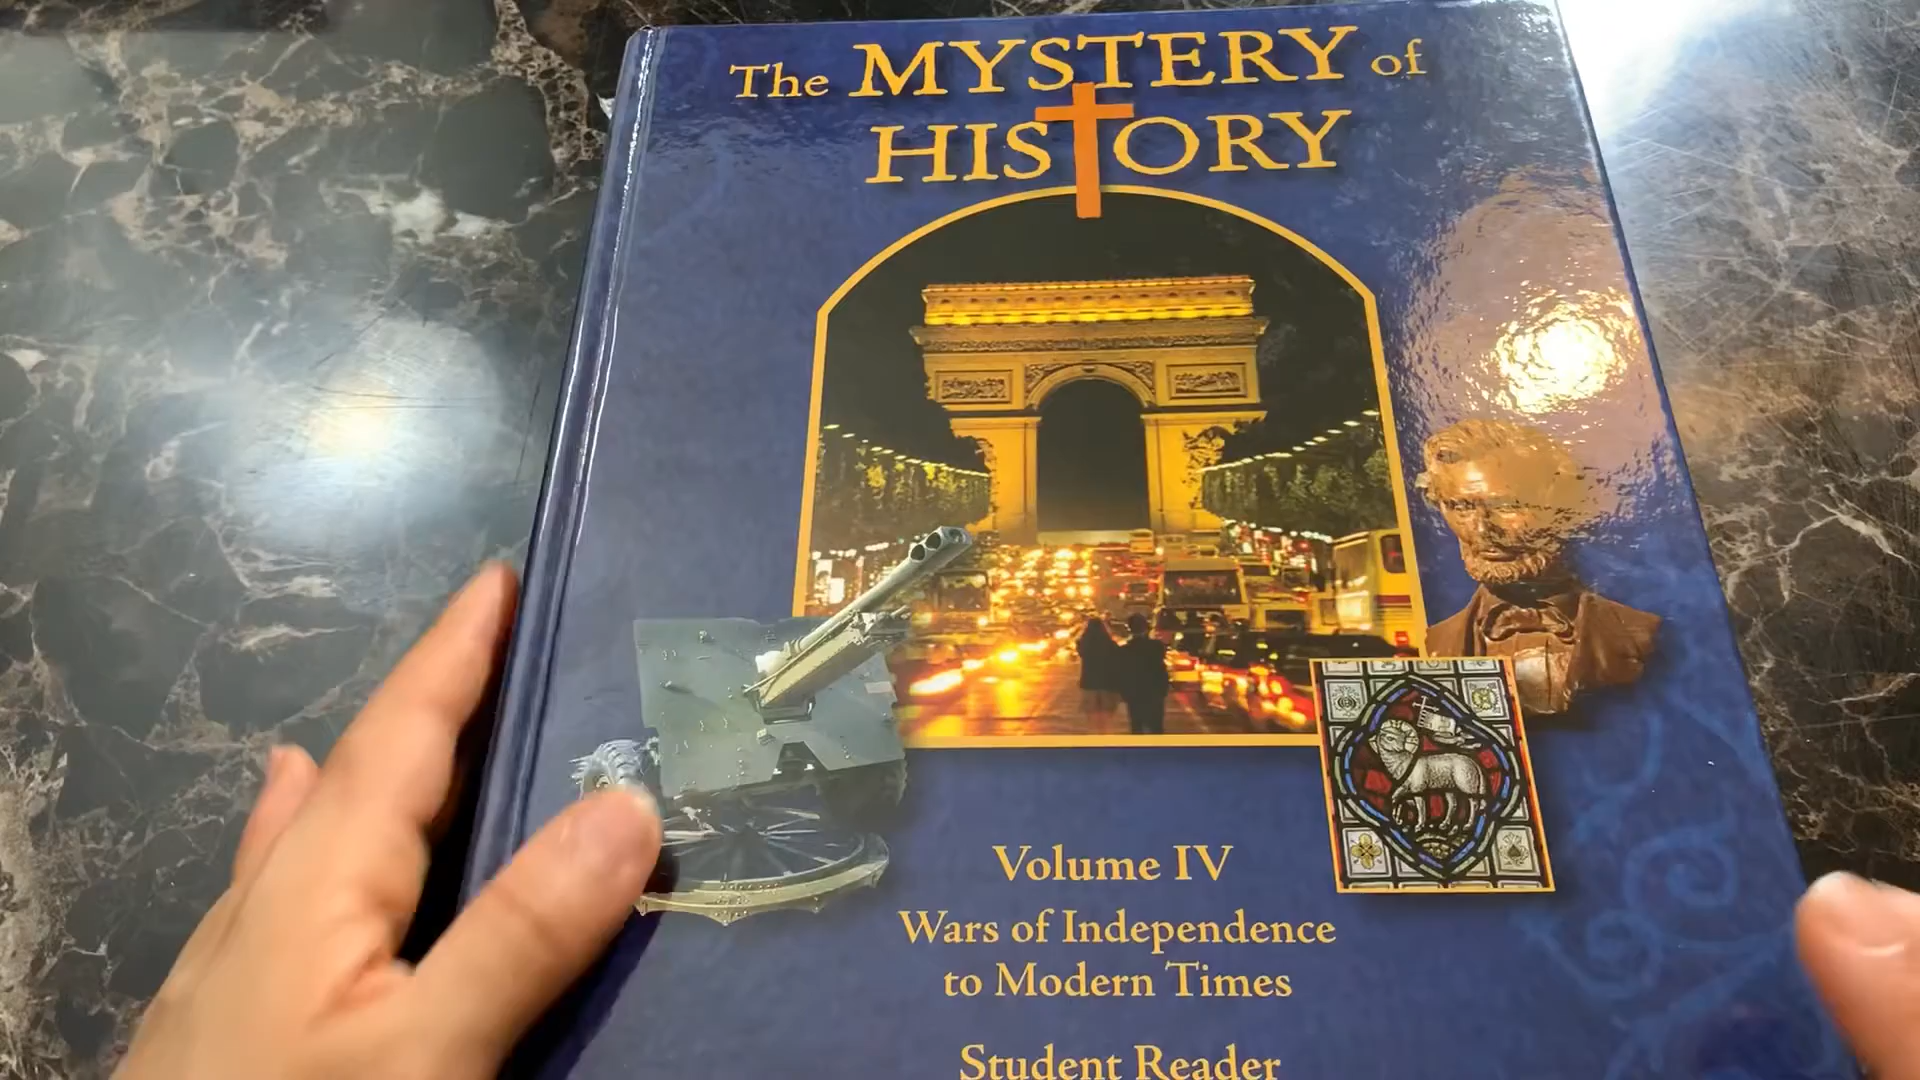 The MYSTERY of
HISTORY
Volume IV
Wars of Independence
to Modern Times
Student Reader